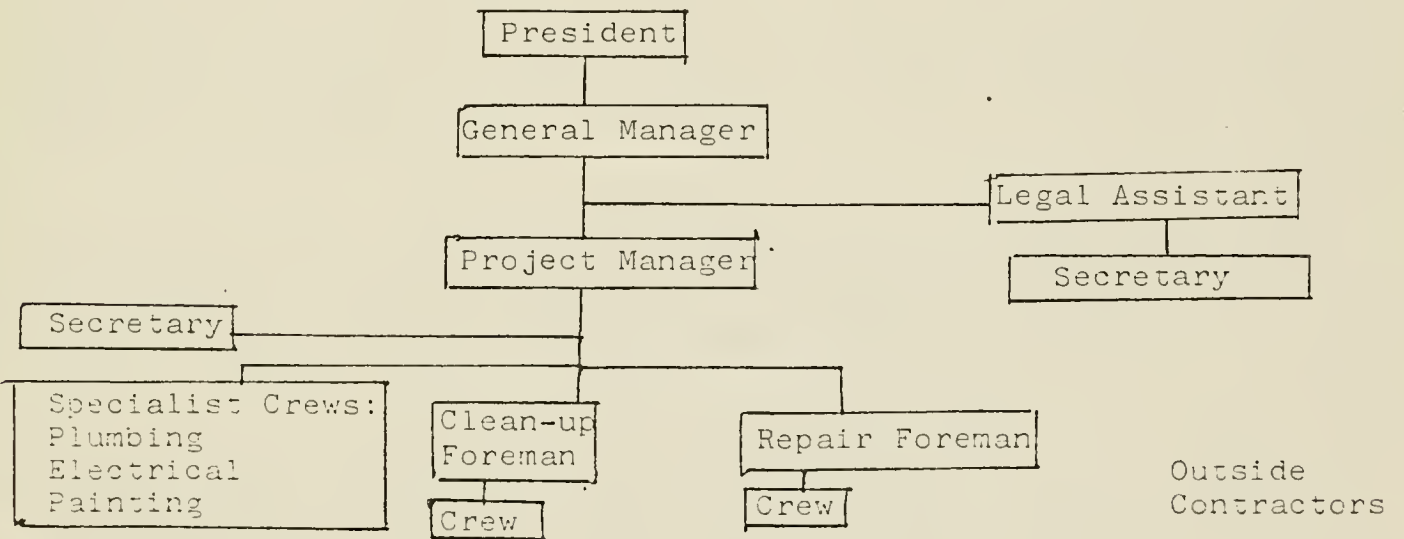 President
General Manager
Legal Assistant
Project Manager
Secretary
Secretary
Specialist Crews:
Plumbing
Electrical
Painting
Clean-up
Foreman
Crew
Repair Foreman
Crew
Outside
Contractors